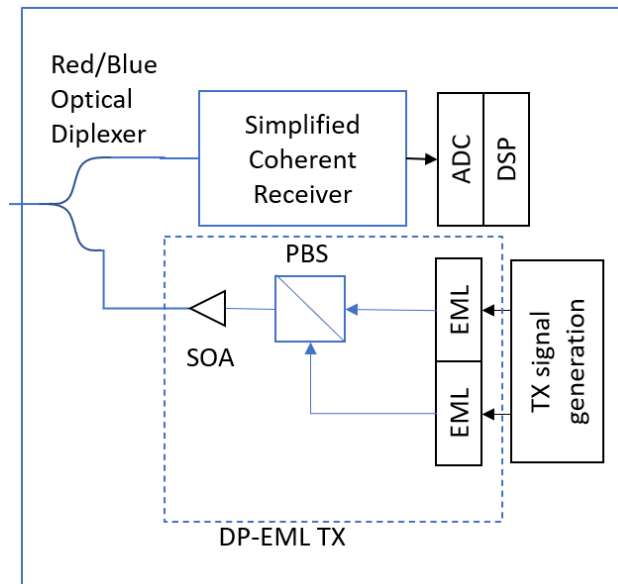 Red/Blue
Optical
Diplexer
Simplified
Coherent
Receiver
ADC
DSP
PBS
SOA
EML
EML
TX signal
generation
DP-EML TX